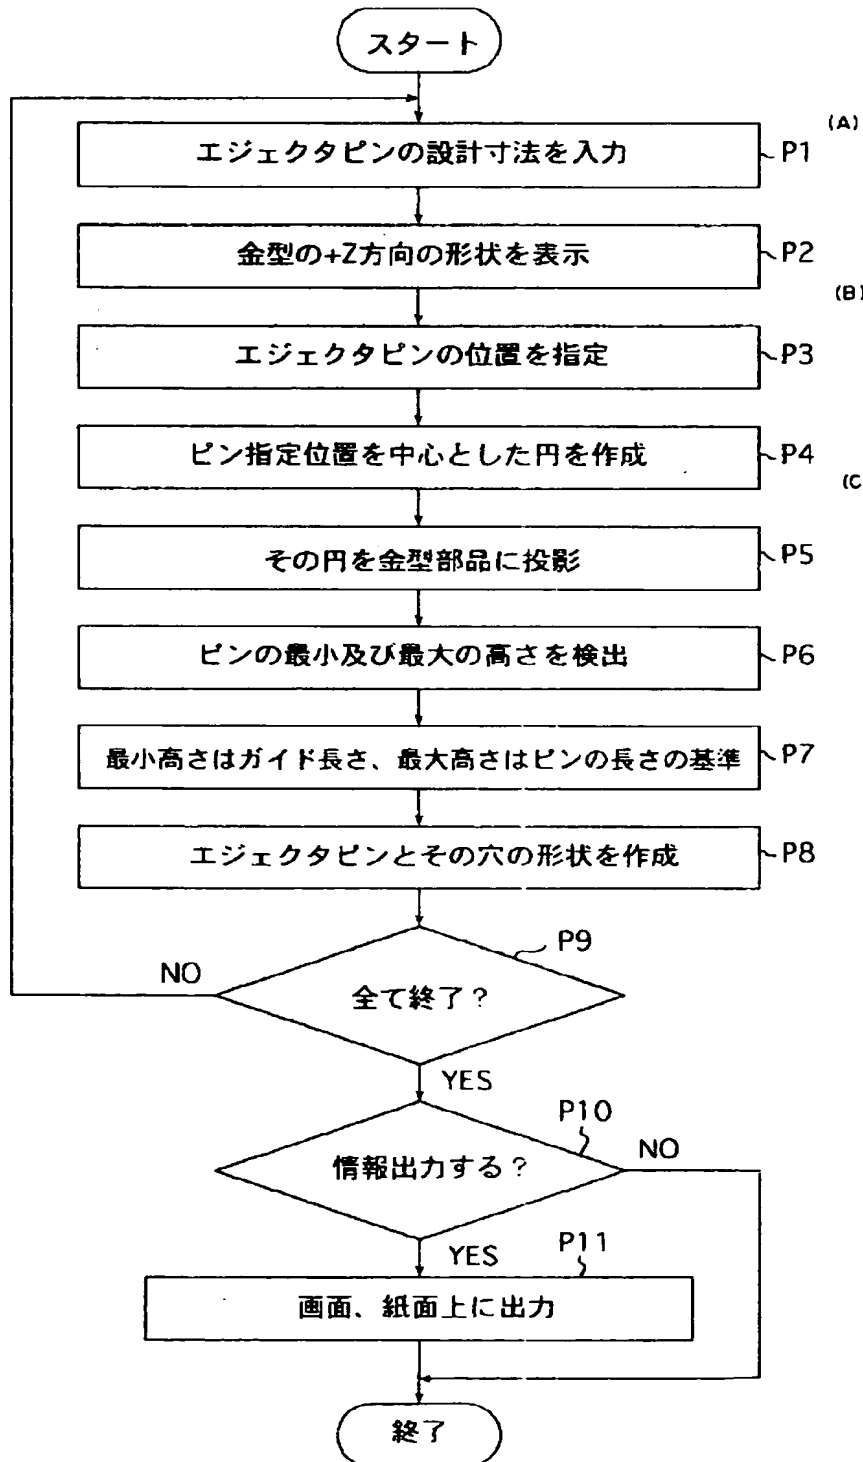 スタート
(A)
エジェクタピンの設計寸法を入力 P1
金型の+Z方向の形状を表示 P2
(B)
エジェクタピンの位置を指定 P3
ピン指定位置を中心とした円を作成 P4
(C
その円を金型部品に投影 P5
ピンの最小及び最大の高さを検出 P6
最小高さはガイド長さ、最大高さはピンの長さの基準 P7
エジェクタピンとその穴の形状を作成 P8
P9
NO
全て終了?
YES
P10
情報出力する?
NO
YES
P11
画面、紙面上に出力
終了